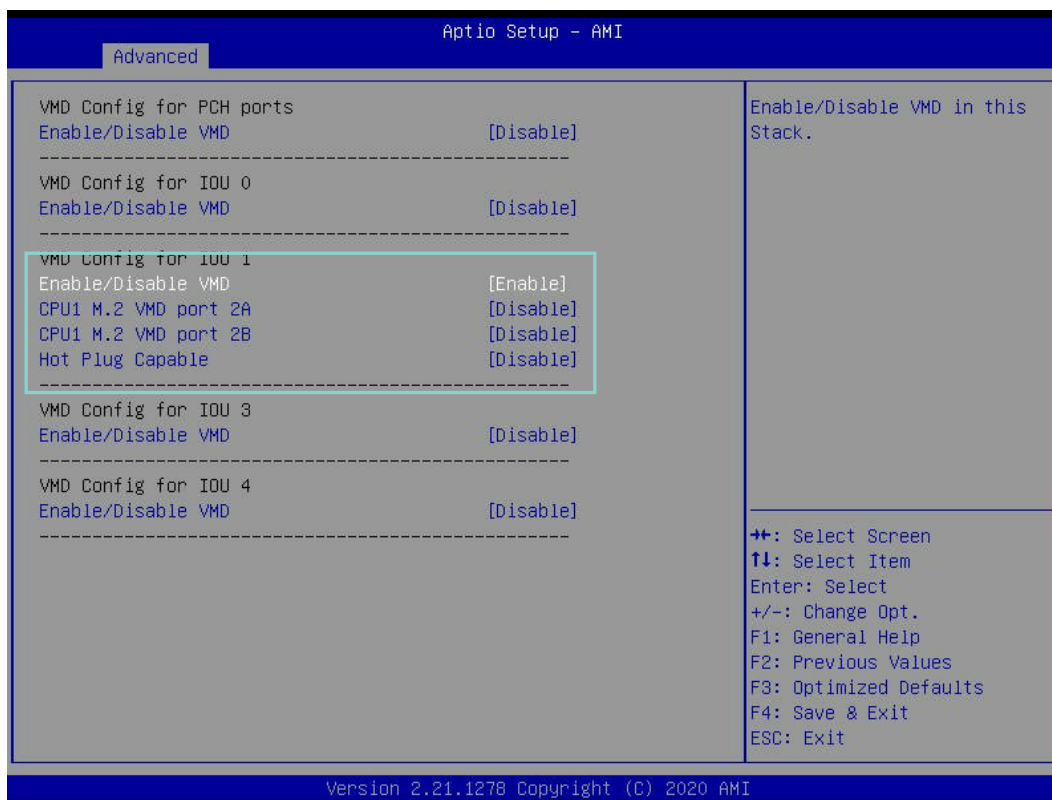 Aptio Setup – AMI
Advanced
VMD Config for PCH ports
Enable/Disable VMD [Disable]
VMD Config for IOU 0
Enable/Disable VMD [Disable]
VMD Config for IOU 1
Enable/Disable VMD [Enable]
CPU1 M.2 VMD port 2A [Disable]
CPU1 M.2 VMD port 2B [Disable]
Hot Plug Capable [Disable]
VMD Config for IOU 3
Enable/Disable VMD [Disable]
VMD Config for IOU 4
Enable/Disable VMD [Disable]
Enable/Disable VMD in this
Stack.
→←: Select Screen
↑↓: Select Item
Enter: Select
+/-: Change Opt.
F1: General Help
F2: Previous Values
F3: Optimized Defaults
F4: Save & Exit
ESC: Exit
Version 2.21.1278 Copyright (C) 2020 AMI